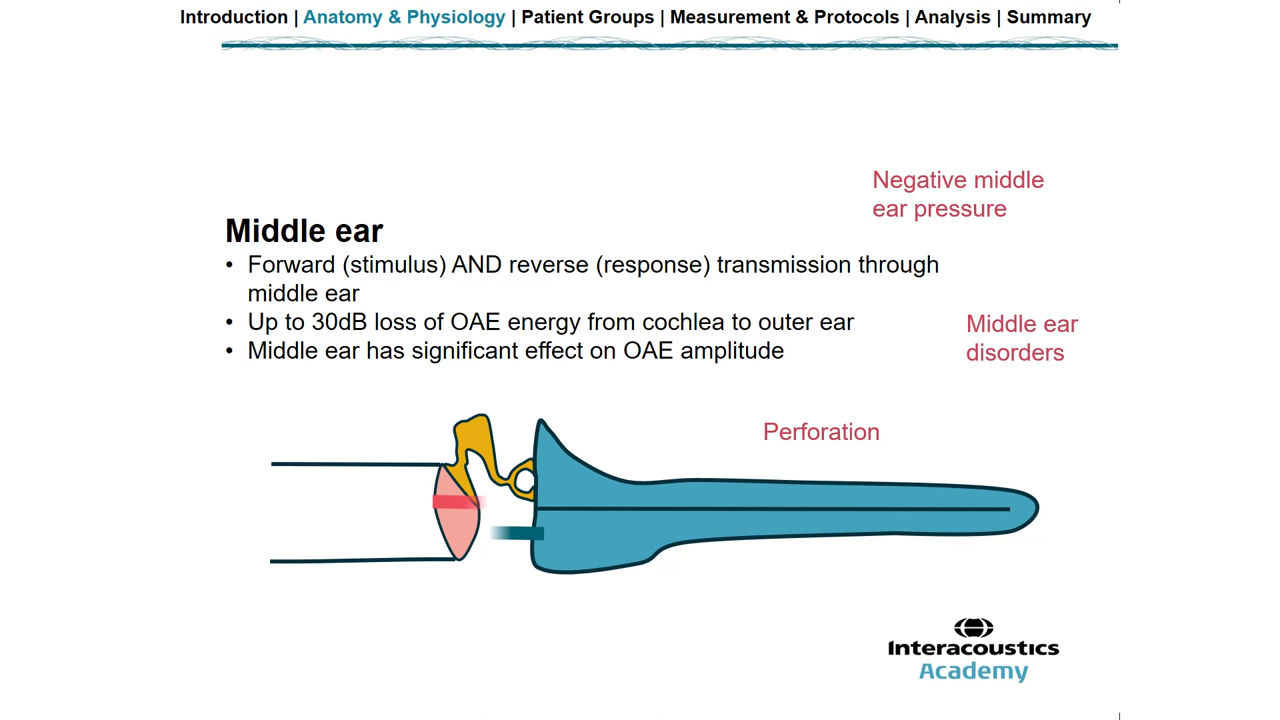 Introduction | Anatomy & Physiology | Patient Groups | Measurement & Protocols | Analysis | Summary
Negative middle
ear pressure
Middle ear
• Forward (stimulus) AND reverse (response) transmission through
middle ear
• Up to 30dB loss of OAE energy from cochlea to outer ear
• Middle ear has significant effect on OAE amplitude
Middle ear
disorders
Perforation
Interacoustics
Academy